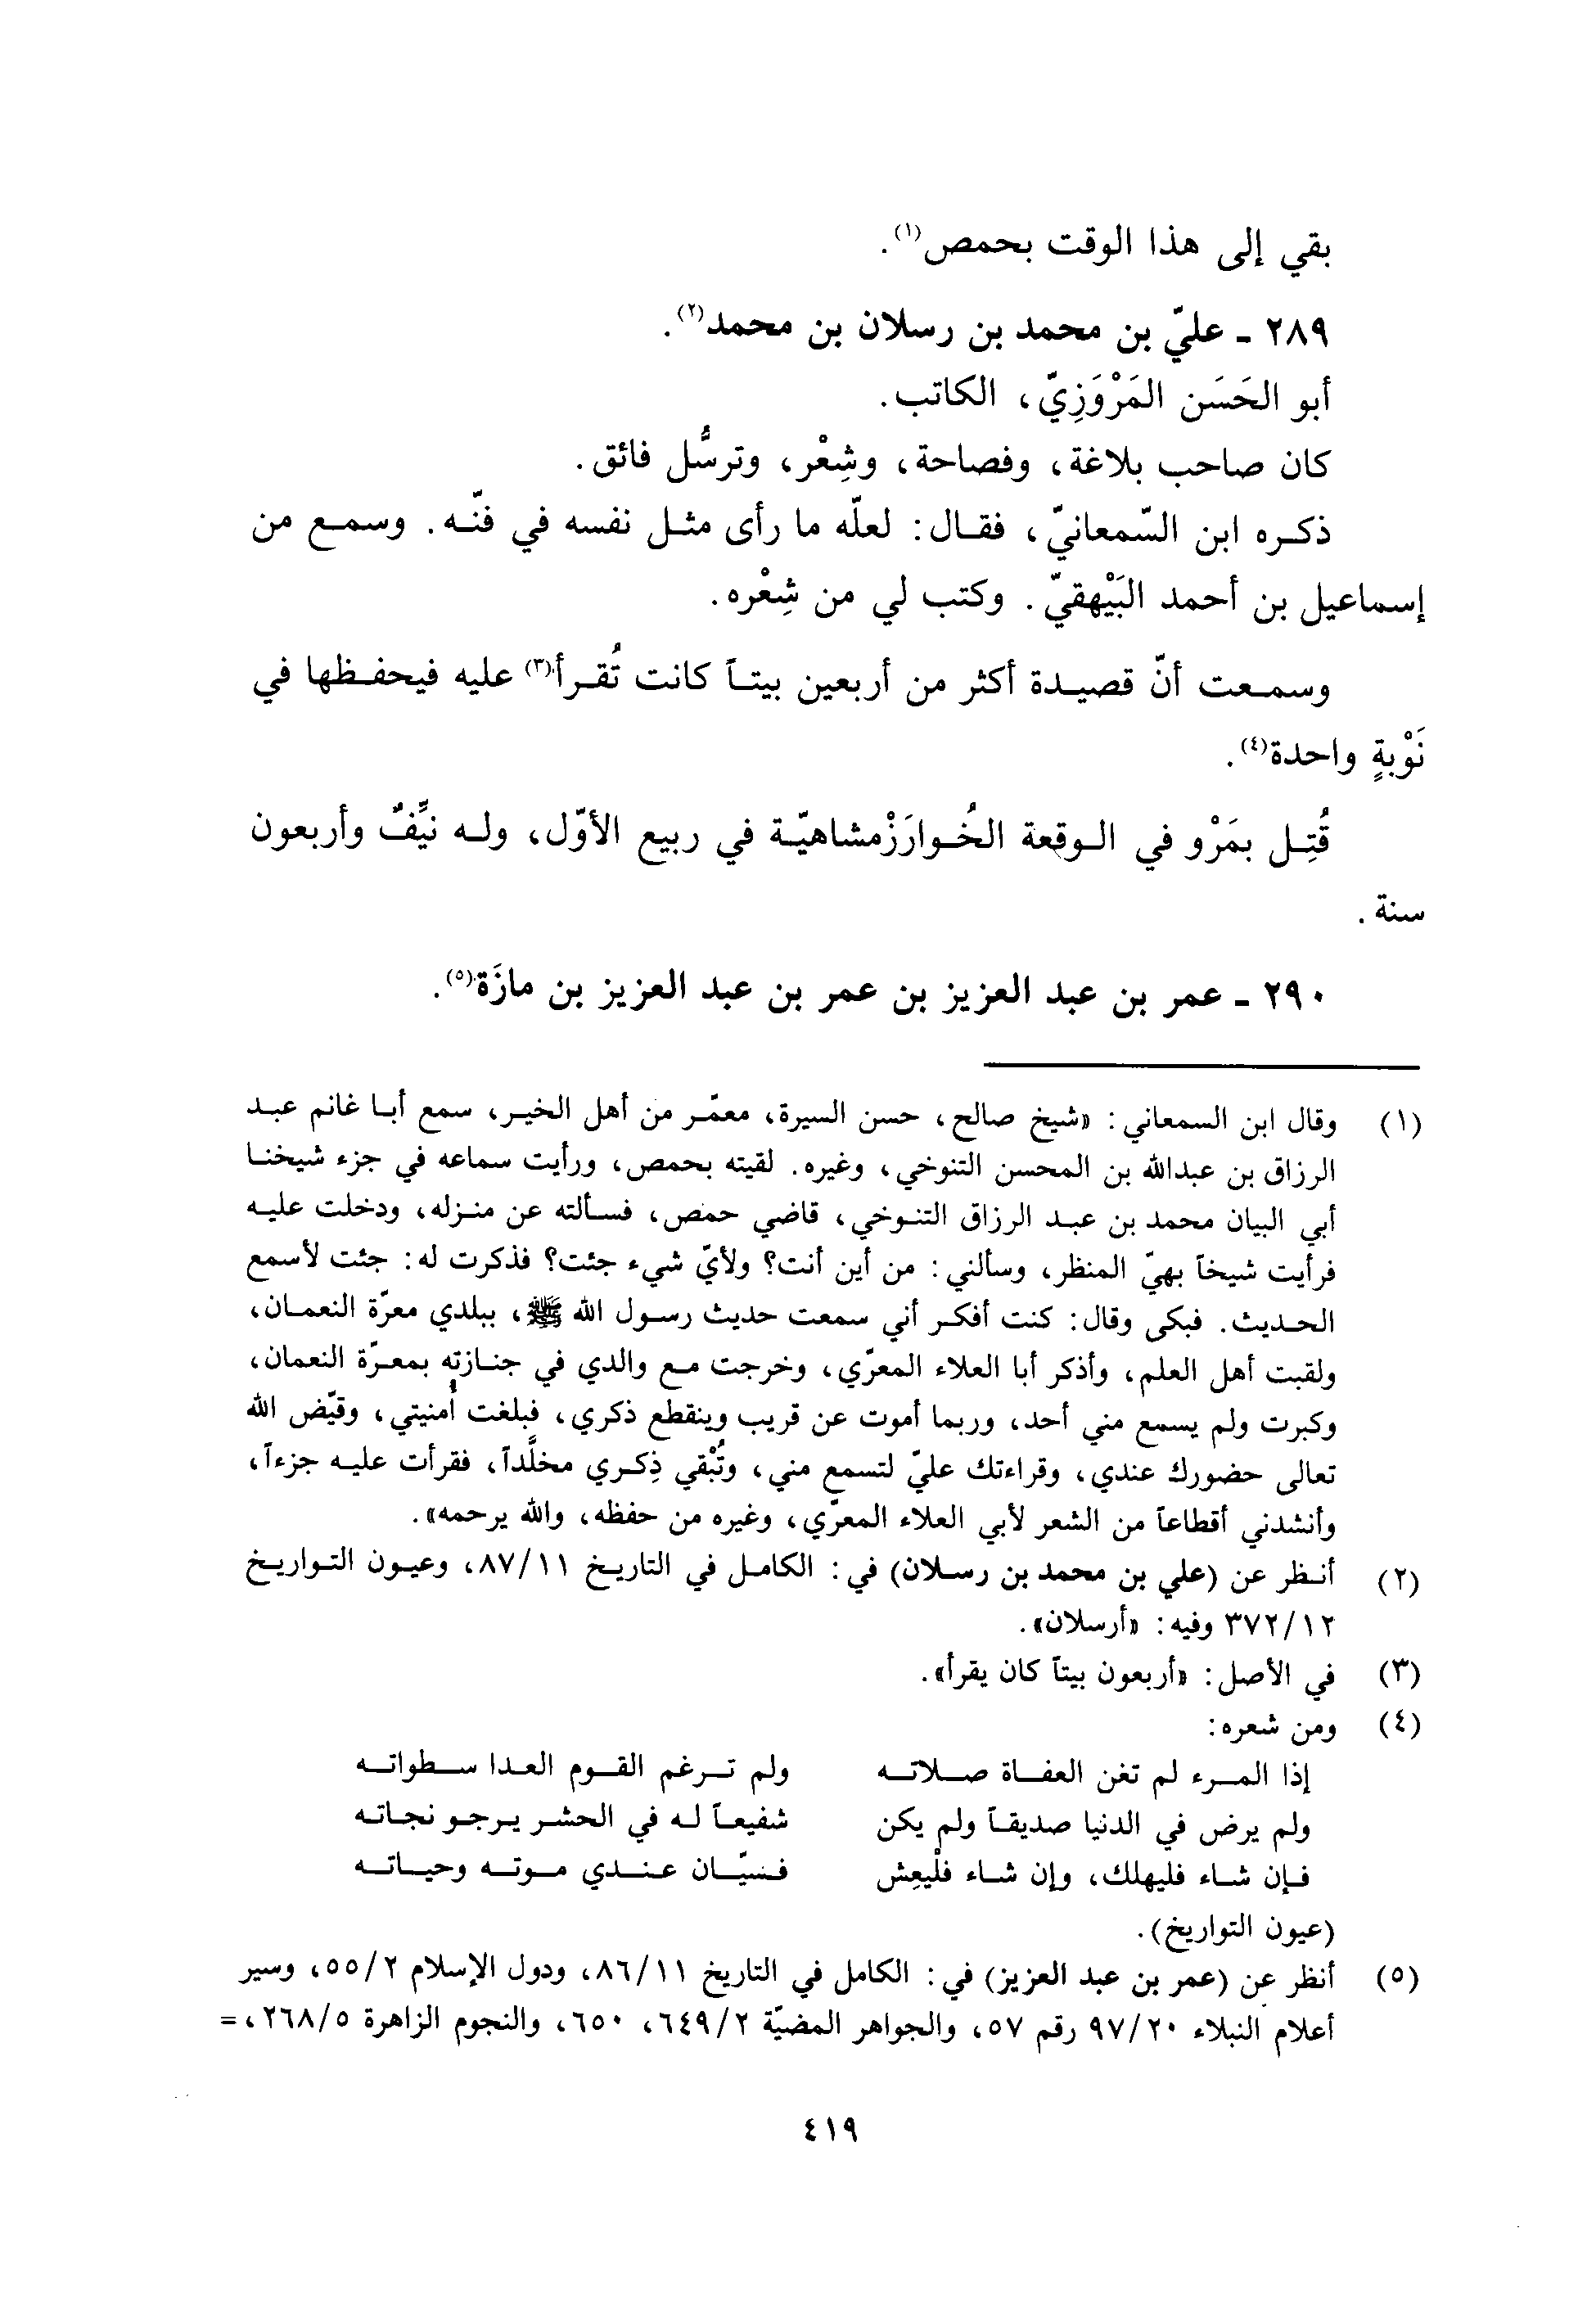 بقي إلى هذا الوقت بحمص(١).
٢٨٩ ـ عليّ بن محمد بن رسلان بن محمد(٢).
أبو الحَسَن المَرْوَزِيّ، الكاتب.
كان صاحب بلاغة، وفصاحة، وشِعْر، وترسُّل فائق.
ذكره ابن السّمعانيّ، فقال: لعلّه ما رأى مثل نفسه في فنّه. وسمع من
إسماعيل بن أحمد البَيْهقيّ. وكتب لي من شِعْره.
وسمعت أنّ قصيدة أكثر من أربعين بيتاً كانت تُقرأ(٣) عليه فيحفظها في
نَوْبةٍ واحدة(٤).
قُتِل بمَرْو في الوقعة الخُوارَزْمشاهيّة في ربيع الأوّل، وله نيِّفٌ وأربعون
سنة.
٢٩٠ ـ عمر بن عبد العزيز بن عمر بن عبد العزيز بن مازَة(٥).
(١) وقال ابن السمعاني: «شيخ صالح، حسن السيرة، معمّر من أهل الخير، سمع أبا غانم عبد
الرزاق بن عبدالله بن المحسن التنوخي، وغيره. لقيته بحمص، ورأيت سماعه في جزء شيخنا
أبي البيان محمد بن عبد الرزاق التنوخي، قاضي حمص، فسألته عن منزله، ودخلت عليه
فرأيت شيخاً بهيّ المنظر، وسألني: من أين أنت؟ ولأيّ شيء جئت؟ فذكرت له: جئت لأسمع
الحديث. فبكى وقال: كنت أفكر أني سمعت حديث رسول الله ﷺ، ببلدي معرّة النعمان،
ولقبت أهل العلم، وأذكر أبا العلاء المعرّي، وخرجت مع والدي في جنازته بمعرّة النعمان،
وكبرت ولم يسمع مني أحد، وربما أموت عن قريب وينقطع ذكري، فبلغت أُمنيتي، وقيّض الله
تعالى حضورك عندي، وقراءتك عليّ لتسمع مني، وتُبْقي ذِكري مخلَّداً، فقرأت عليه جزءاً،
وأنشدني أقطاعاً من الشعر لأبي العلاء المعرّي، وغيره من حفظه، والله يرحمه».
(٢) أنظر عن (علي بن محمد بن رسلان) في: الكامل في التاريخ ٨٧/١١، وعيون التواريخ
٣٧٢/١٢ وفيه: «أرسلان».
(٣) في الأصل: «أربعون بيتاً كان يقرأ».
(٤) ومن شعره:
إذا المرء لم تغن العفاة صلاته ولم ترغم القوم العدا سطواته
ولم يرض في الدنيا صديقاً ولم يكن شفيعاً له في الحشر يرجو نجاته
فإن شاء فليهلك، وإن شاء فلْيعِش فسيّان عندي موته وحياته
(عيون التواريخ).
(٥) أنظر عن (عمر بن عبد العزيز) في: الكامل في التاريخ ٨٦/١١، ودول الإسلام ٥٥/٢، وسير
أعلام النبلاء ٩٧/٢٠ رقم ٥٧، والجواهر المضيّة ٦٤٩/٢، ٦٥٠، والنجوم الزاهرة ٢٦٨/٥، =
٤١٩